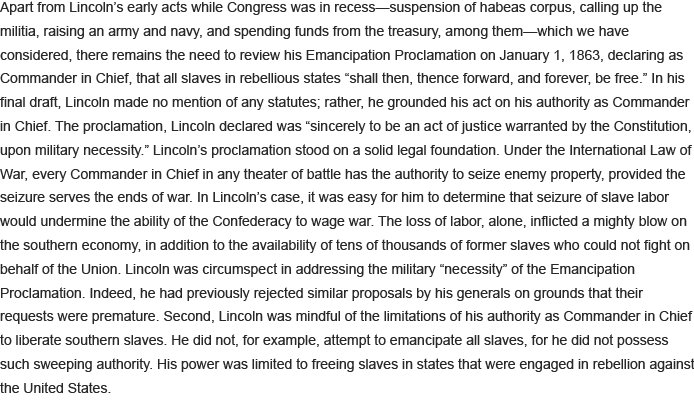 Apart from Lincoln’s early acts while Congress was in recess—suspension of habeas corpus, calling up the
militia, raising an army and navy, and spending funds from the treasury, among them—which we have
considered, there remains the need to review his Emancipation Proclamation on January 1, 1863, declaring as
Commander in Chief, that all slaves in rebellious states “shall then, thence forward, and forever, be free.” In his
final draft, Lincoln made no mention of any statutes; rather, he grounded his act on his authority as Commander
in Chief. The proclamation, Lincoln declared was “sincerely to be an act of justice warranted by the Constitution,
upon military necessity.” Lincoln’s proclamation stood on a solid legal foundation. Under the International Law of
War, every Commander in Chief in any theater of battle has the authority to seize enemy property, provided the
seizure serves the ends of war. In Lincoln’s case, it was easy for him to determine that seizure of slave labor
would undermine the ability of the Confederacy to wage war. The loss of labor, alone, inflicted a mighty blow on
the southern economy, in addition to the availability of tens of thousands of former slaves who could not fight on
behalf of the Union. Lincoln was circumspect in addressing the military “necessity” of the Emancipation
Proclamation. Indeed, he had previously rejected similar proposals by his generals on grounds that their
requests were premature. Second, Lincoln was mindful of the limitations of his authority as Commander in Chief
to liberate southern slaves. He did not, for example, attempt to emancipate all slaves, for he did not possess
such sweeping authority. His power was limited to freeing slaves in states that were engaged in rebellion against
the United States.